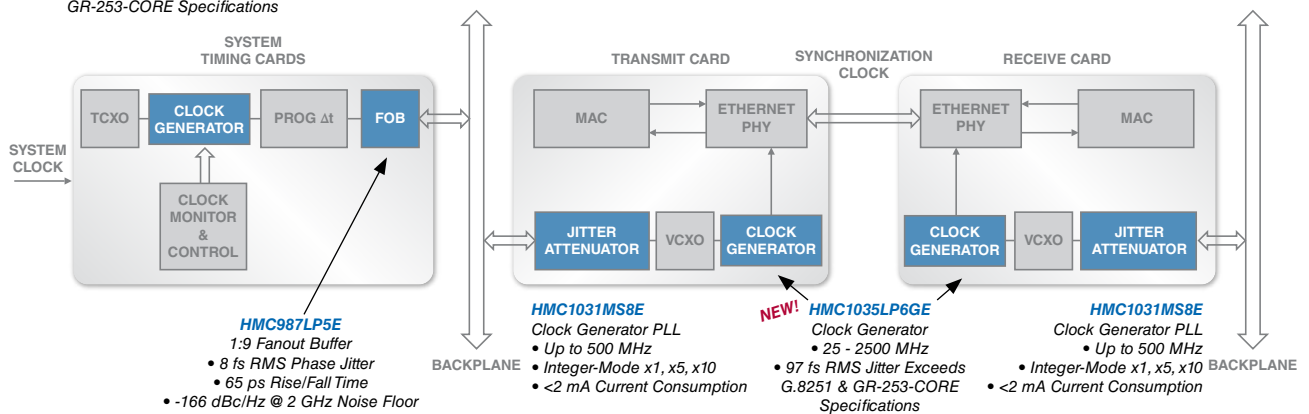 GR-253-CORE Specifications
SYSTEM
TIMING CARDS
TRANSMIT CARD
SYNCHRONIZATION
CLOCK
RECEIVE CARD
TCXO
CLOCK
GENERATOR
PROG Δt
FOB
SYSTEM
CLOCK
CLOCK
MONITOR
&
CONTROL
MAC
ETHERNET
PHY
ETHERNET
PHY
MAC
JITTER
ATTENUATOR
VCXO
CLOCK
GENERATOR
CLOCK
GENERATOR
VCXO
JITTER
ATTENUATOR
HMC987LP5E
1:9 Fanout Buffer
• 8 fs RMS Phase Jitter
• 65 ps Rise/Fall Time
• -166 dBc/Hz @ 2 GHz Noise Floor
BACKPLANE
HMC1031MS8E
Clock Generator PLL
• Up to 500 MHz
• Integer-Mode x1, x5, x10
• <2 mA Current Consumption
NEW!
HMC1035LP6GE
Clock Generator
• 25 - 2500 MHz
• 97 fs RMS Jitter Exceeds
G.8251 & GR-253-CORE
Specifications
HMC1031MS8E
Clock Generator PLL
• Up to 500 MHz
• Integer-Mode x1, x5, x10
• <2 mA Current Consumption
BACKPLANE